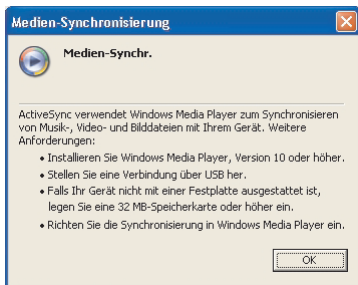 Medien-Synchronisierung
Medien-Synchr.
ActiveSync verwendet Windows Media Player zum Synchronisieren
von Musik-, Video- und Bilddateien mit Ihrem Gerät. Weitere
Anforderungen:
• Installieren Sie Windows Media Player, Version 10 oder höher.
• Stellen Sie eine Verbindung über USB her.
• Falls Ihr Gerät nicht mit einer Festplatte ausgestattet ist,
legen Sie eine 32 MB-Speicherkarte oder höher ein.
• Richten Sie die Synchronisierung in Windows Media Player ein.
OK